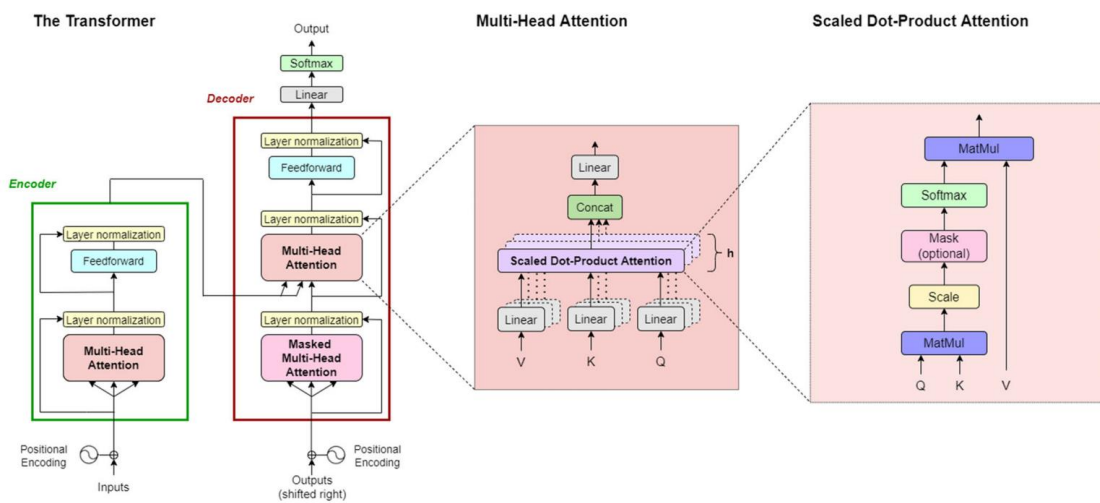 The Transformer
Output
Softmax
Linear
Decoder
Layer normalization
Feedforward
Layer normalization
Multi-Head
Attention
Layer normalization
Masked
Multi-Head
Attention
Positional
Encoding
Outputs
(shifted right)
Encoder
Layer normalization
Feedforward
Layer normalization
Multi-Head
Attention
Positional
Encoding
Inputs
Multi-Head Attention
Linear
Concat
Scaled Dot-Product Attention
h
Linear
Linear
Linear
V
K
Q
Scaled Dot-Product Attention
MatMul
Softmax
Mask
(optional)
Scale
MatMul
Q
K
V